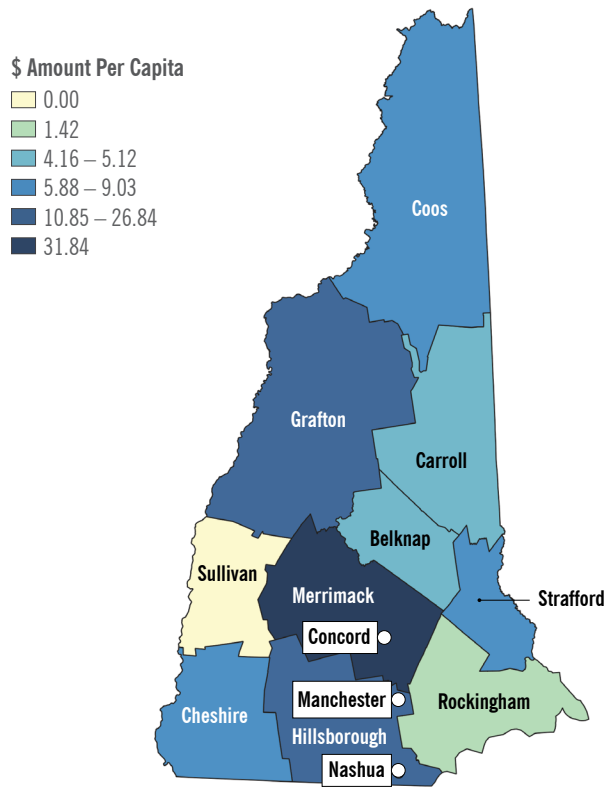 $ Amount Per Capita
0.00
1.42
4.16 – 5.12
5.88 – 9.03
10.85 – 26.84
31.84
Coos
Grafton
Carroll
Belknap
Sullivan
Merrimack
Strafford
Concord
Manchester
Rockingham
Cheshire
Hillsborough
Nashua